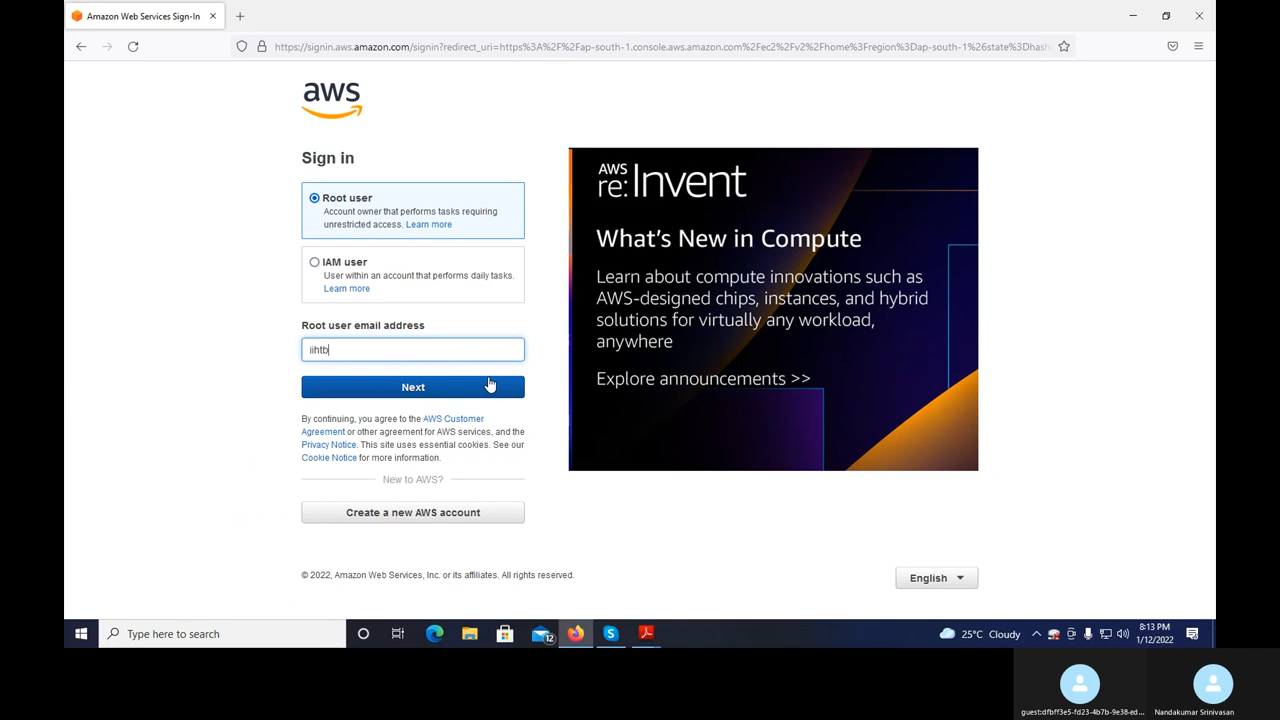 Amazon Web Services Sign-In
https://signin.aws.amazon.com/signin?redirect_uri=https%3A%2F%2Fap-south-1.console.aws.amazon.com%2Fec2%2Fv2%2Fhome%3Fregion%3Dap-south-1%26state%3Dhash
aws
Sign in
Root user
Account owner that performs tasks requiring
unrestricted access. Learn more
IAM user
User within an account that performs daily tasks.
Learn more
Root user email address
iihtb
Next
By continuing, you agree to the AWS Customer
Agreement or other agreement for AWS services, and the
Privacy Notice. This site uses essential cookies. See our
Cookie Notice for more information.
New to AWS?
Create a new AWS account
AWS
re:Invent
What's New in Compute
Learn about compute innovations such as
AWS-designed chips, instances, and hybrid
solutions for virtually any workload,
anywhere
Explore announcements >>
© 2022, Amazon Web Services, Inc. or its affiliates. All rights reserved.
English
Type here to search
12
25°C Cloudy
8:13 PM
1/12/2022
guest:dfbff3e5-fd23-4b7b-9e38-ed...
Nandakumar Srinivasan